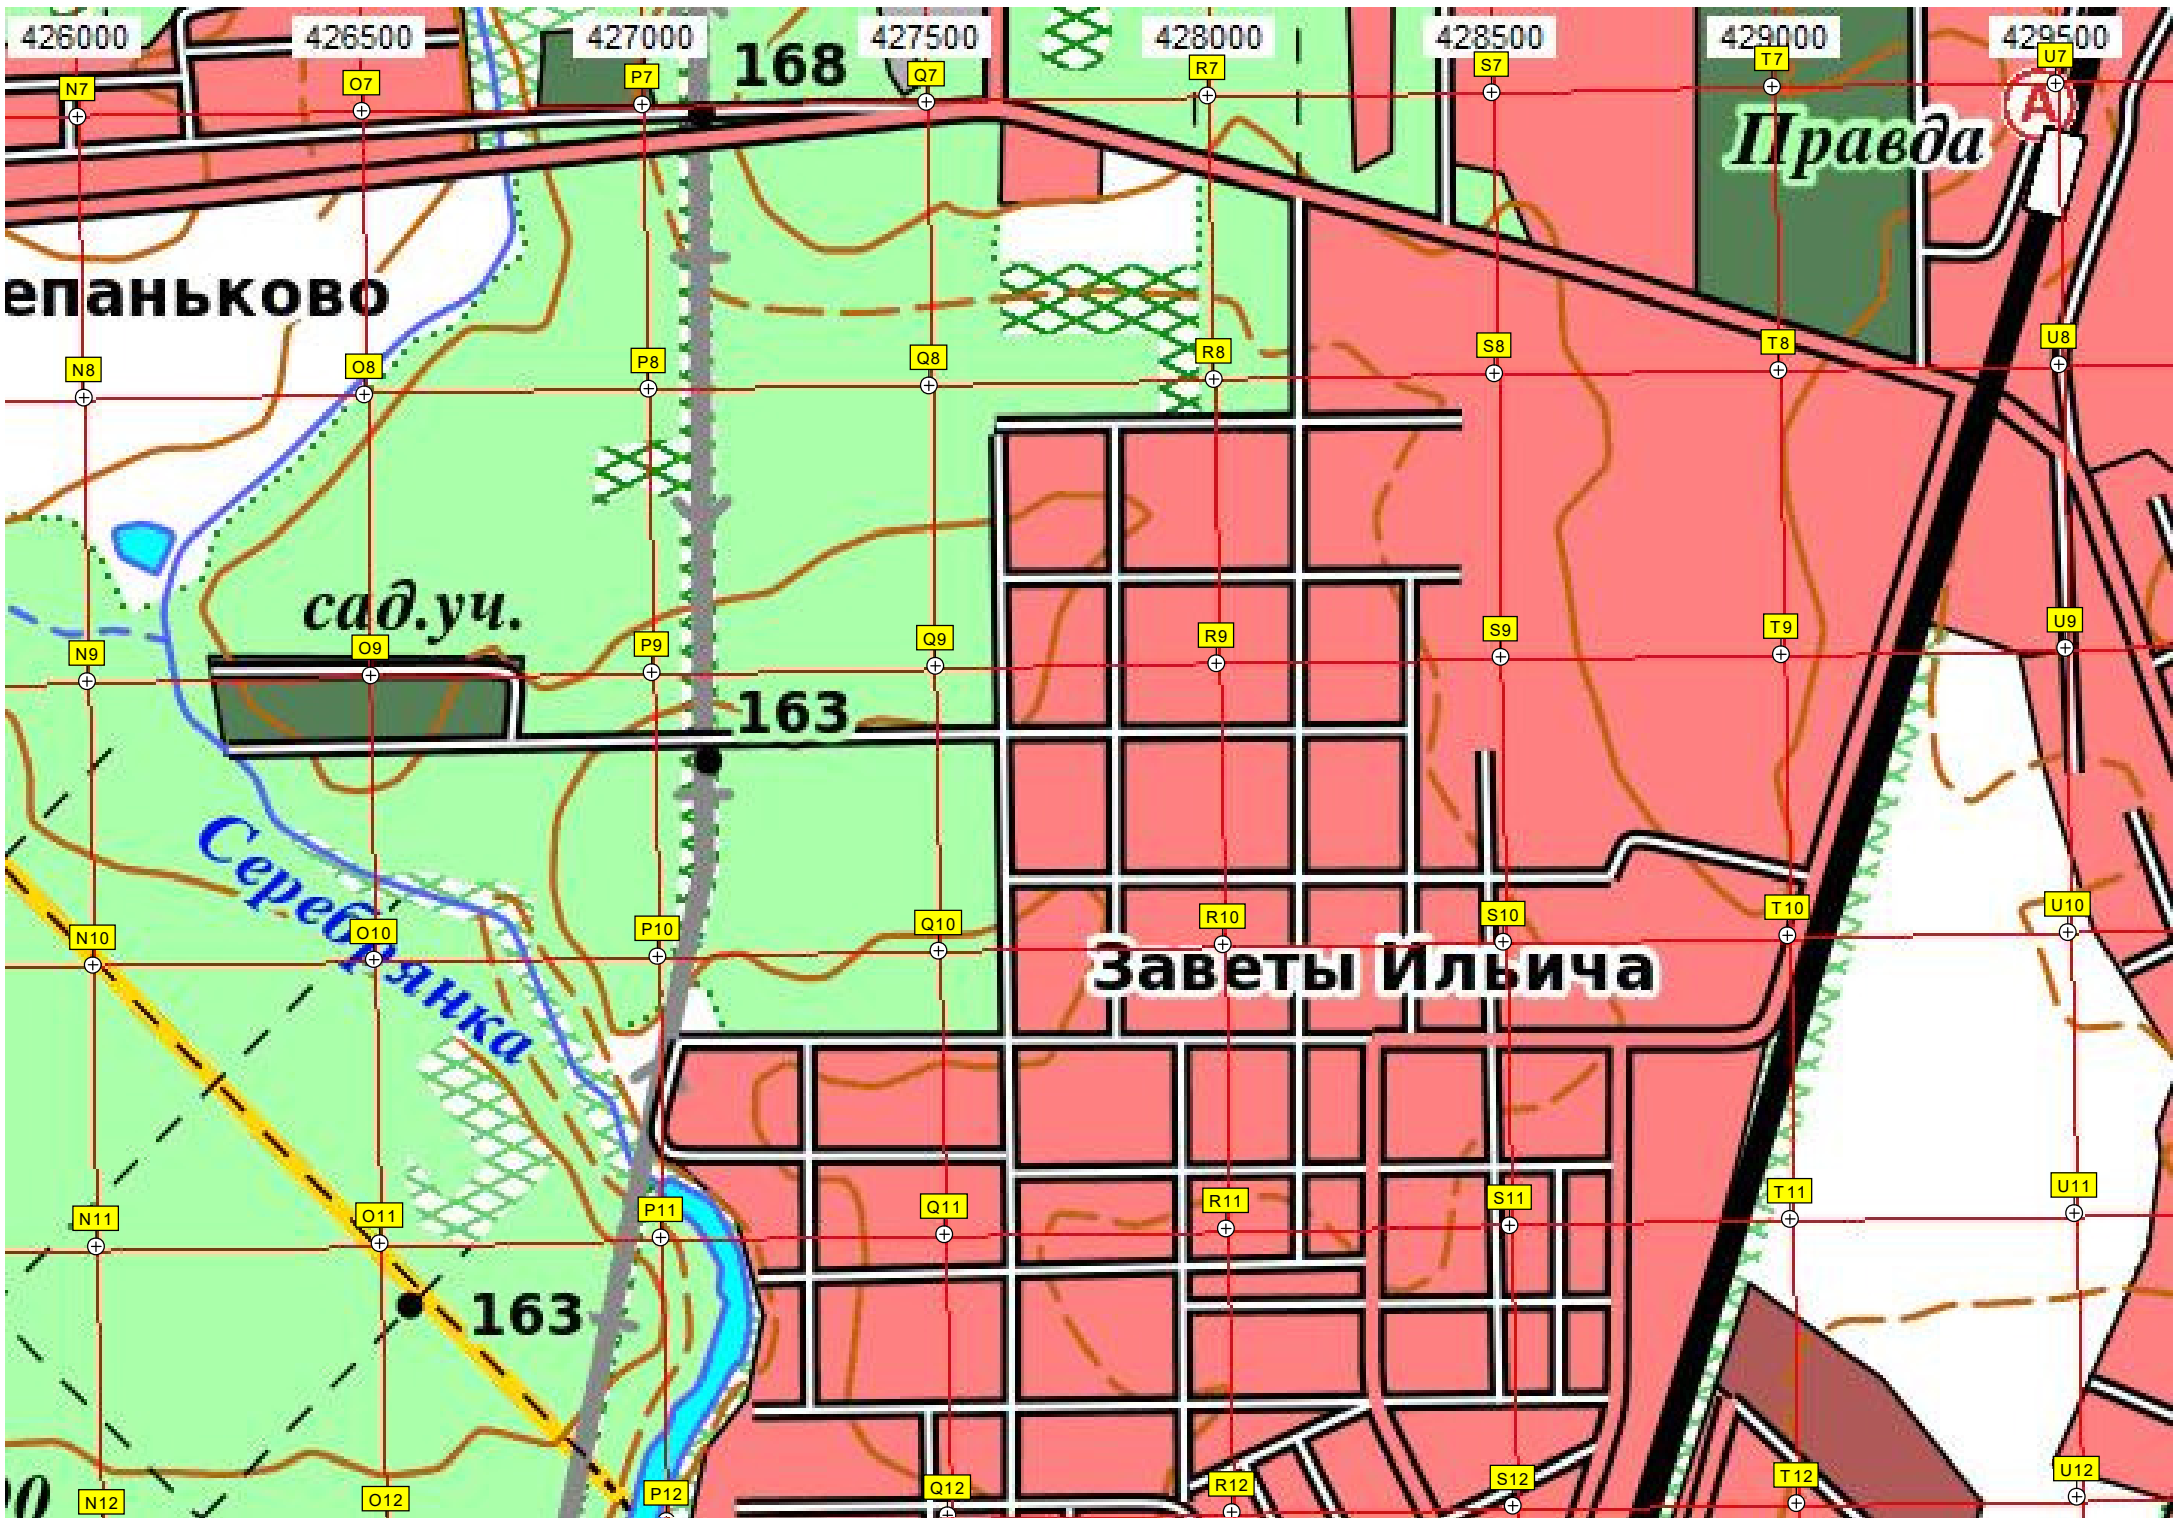 426000 426500 427000 427500 428000 428500 429000 429500
168
N7 O7 P7 Q7 R7 S7 T7 U7
А
Правда
епаньково
N8 O8 P8 Q8 R8 S8 T8 U8
сад.уч.
N9 O9 P9 Q9 R9 S9 T9 U9
163
Серебрянка
N10 O10 P10 Q10 R10 S10 T10 U10
Заветы Ильича
N11 O11 P11 Q11 R11 S11 T11 U11
163
N12 O12 P12 Q12 R12 S12 T12 U12